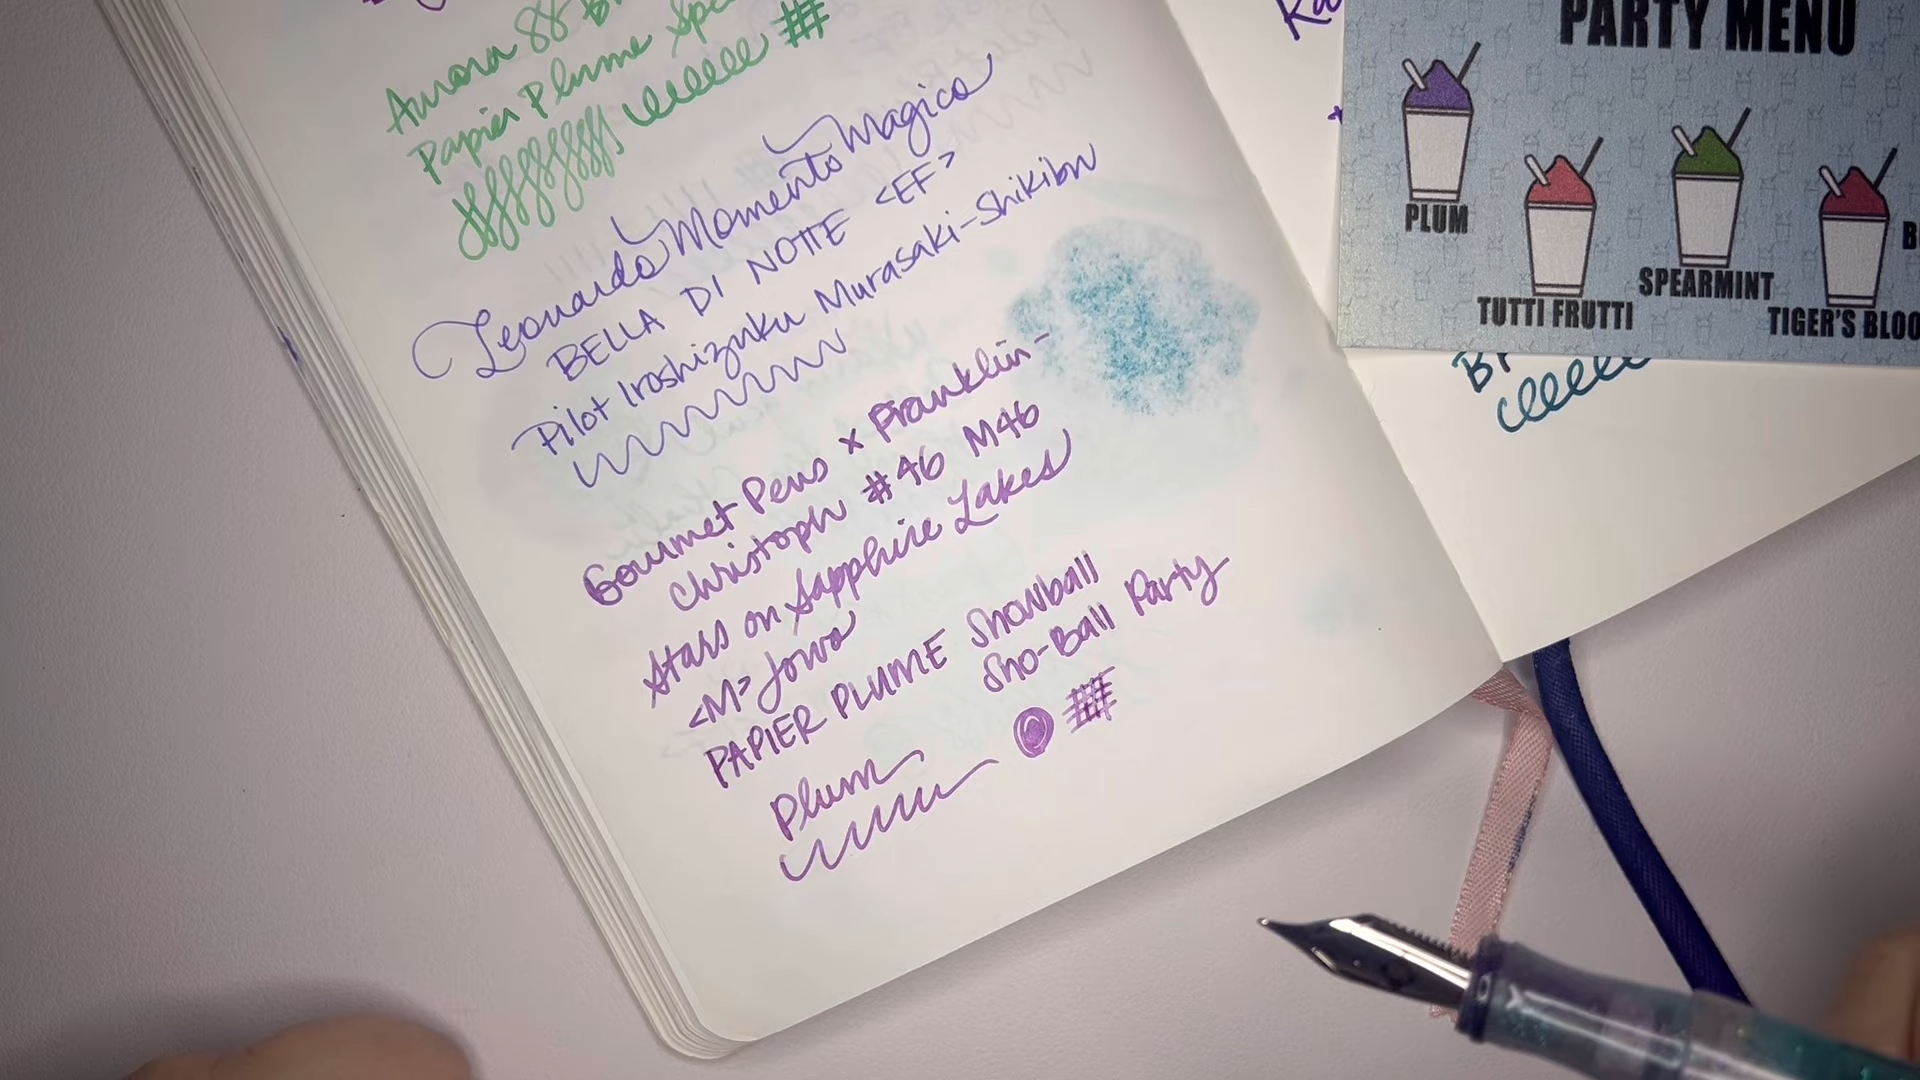 Aurora 88
Papier Plume
Leonardo Momento Magico
BELLA DI NOTTE <EF>
Pilot Iroshizuku Murasaki-Shikibu
Gourmet Pens x Franklin-
Christoph #46 M46
Stars on Sapphire Lakes
<M> Jowo
PAPIER PLUME Snowball
Sno-Ball Party
Plum
PARTY MENU
PLUM
TUTTI FRUTTI
SPEARMINT
TIGER'S BLOO